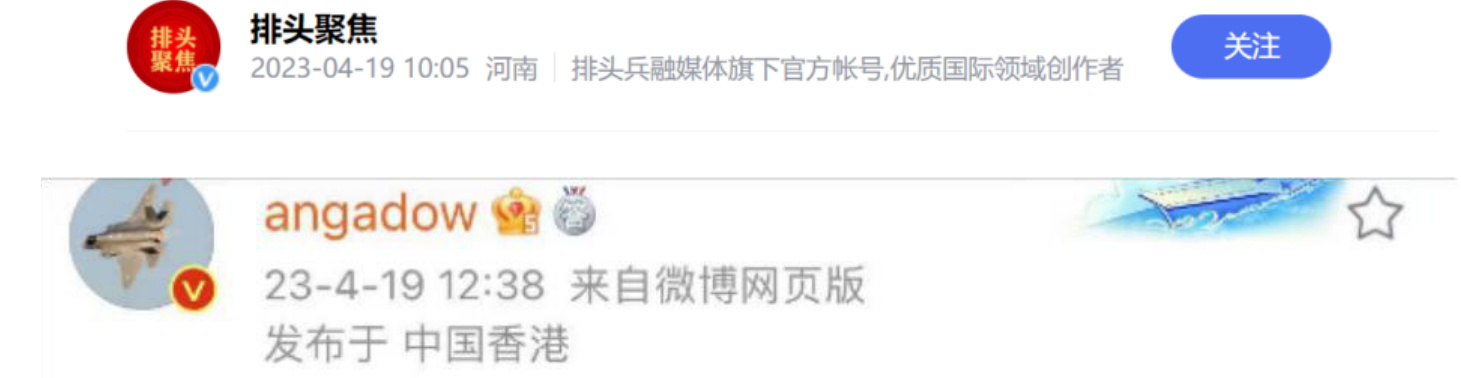 排头
聚焦
排头聚焦
2023-04-19 10:05 河南 排头兵融媒体旗下官方帐号,优质国际领域创作者
关注
angadow
5
23-4-19 12:38 来自微博网页版
发布于 中国香港